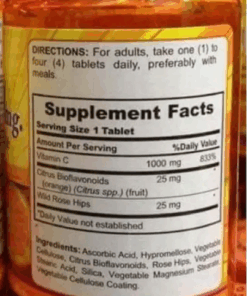 ng.
DIRECTIONS: For adults, take one (1) to
four (4) tablets daily, preferably with
meals.
Supplement Facts
Serving Size 1 Tablet
Amount Per Serving %Daily Value
Vitamin C 1000 mg 833%
Citrus Bioflavonoids 25 mg
(orange) (Citrus spp.) (fruit)
Wild Rose Hips 25 mg
*Daily Value not established
Ingredients: Ascorbic Acid, Hypromellose, Vegetable
Cellulose, Citrus Bioflavonoids, Rose Hips, Vegetable
Stearic Acid, Silica, Vegetable Magnesium Stearate,
Vegetable Cellulose Coating.